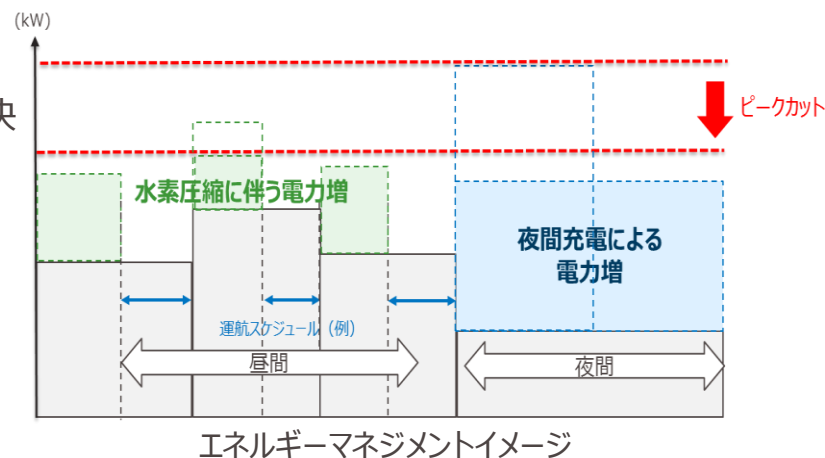 (kW)
ピークカット
央
水素圧縮に伴う電力増
夜間充電による
電力増
運航スケジュール（例）
昼間
夜間
エネルギーマネジメントイメージ